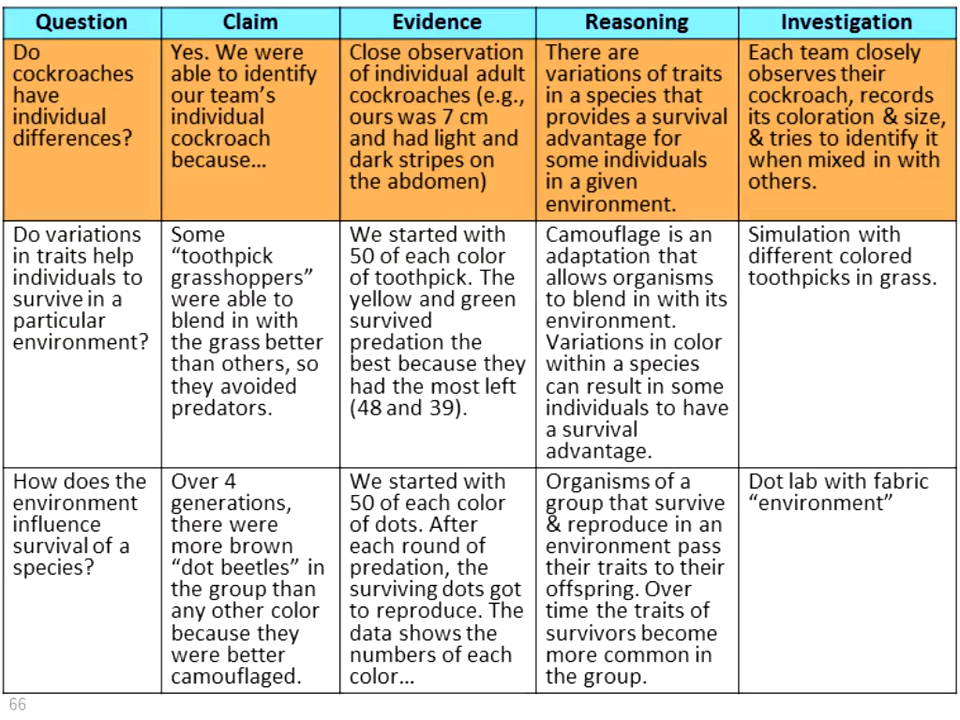 Question
Claim
Evidence
Reasoning
Investigation
Do
cockroaches
have
individual
differences?
Yes. We were
able to identify
our team’s
individual
cockroach
because…
Close observation
of individual adult
cockroaches (e.g.,
ours was 7 cm
and had light and
dark stripes on
the abdomen)
There are
variations of traits
in a species that
provides a survival
advantage for
some individuals
in a given
environment.
Each team closely
observes their
cockroach, records
its coloration & size,
& tries to identify it
when mixed in with
others.
Do variations
in traits help
individuals to
survive in a
particular
environment?
Some
“toothpick
grasshoppers”
were able to
blend in with
the grass better
than others, so
they avoided
predators.
We started with
50 of each color
of toothpick. The
yellow and green
survived
predation the
best because they
had the most left
(48 and 39).
Camouflage is an
adaptation that
allows organisms
to blend in with its
environment.
Variations in color
within a species
can result in some
individuals to have
a survival
advantage.
Simulation with
different colored
toothpicks in grass.
How does the
environment
influence
survival of a
species?
Over 4
generations,
there were
more brown
“dot beetles” in
the group than
any other color
because they
were better
camouflaged.
We started with
50 of each color
of dots. After
each round of
predation, the
surviving dots got
to reproduce. The
data shows the
numbers of each
color…
Organisms of a
group that survive
& reproduce in an
environment pass
their traits to their
offspring. Over
time the traits of
survivors become
more common in
the group.
Dot lab with fabric
“environment”
66